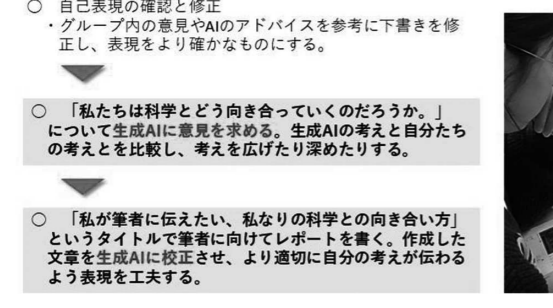 ○ 自己表現の確認と修正
・グループ内の意見やAIのアドバイスを参考に下書きを修
正し、表現をより確かなものにする。
○ 「私たちは科学とどう向き合っていくのだろうか。」
について生成AIに意見を求める。生成AIの考えと自分たち
の考えとを比較し、考えを広げたり深めたりする。
○ 「私が筆者に伝えたい、私なりの科学との向き合い方」
というタイトルで筆者に向けてレポートを書く。作成した
文章を生成AIに校正させ、より適切に自分の考えが伝わる
よう表現を工夫する。